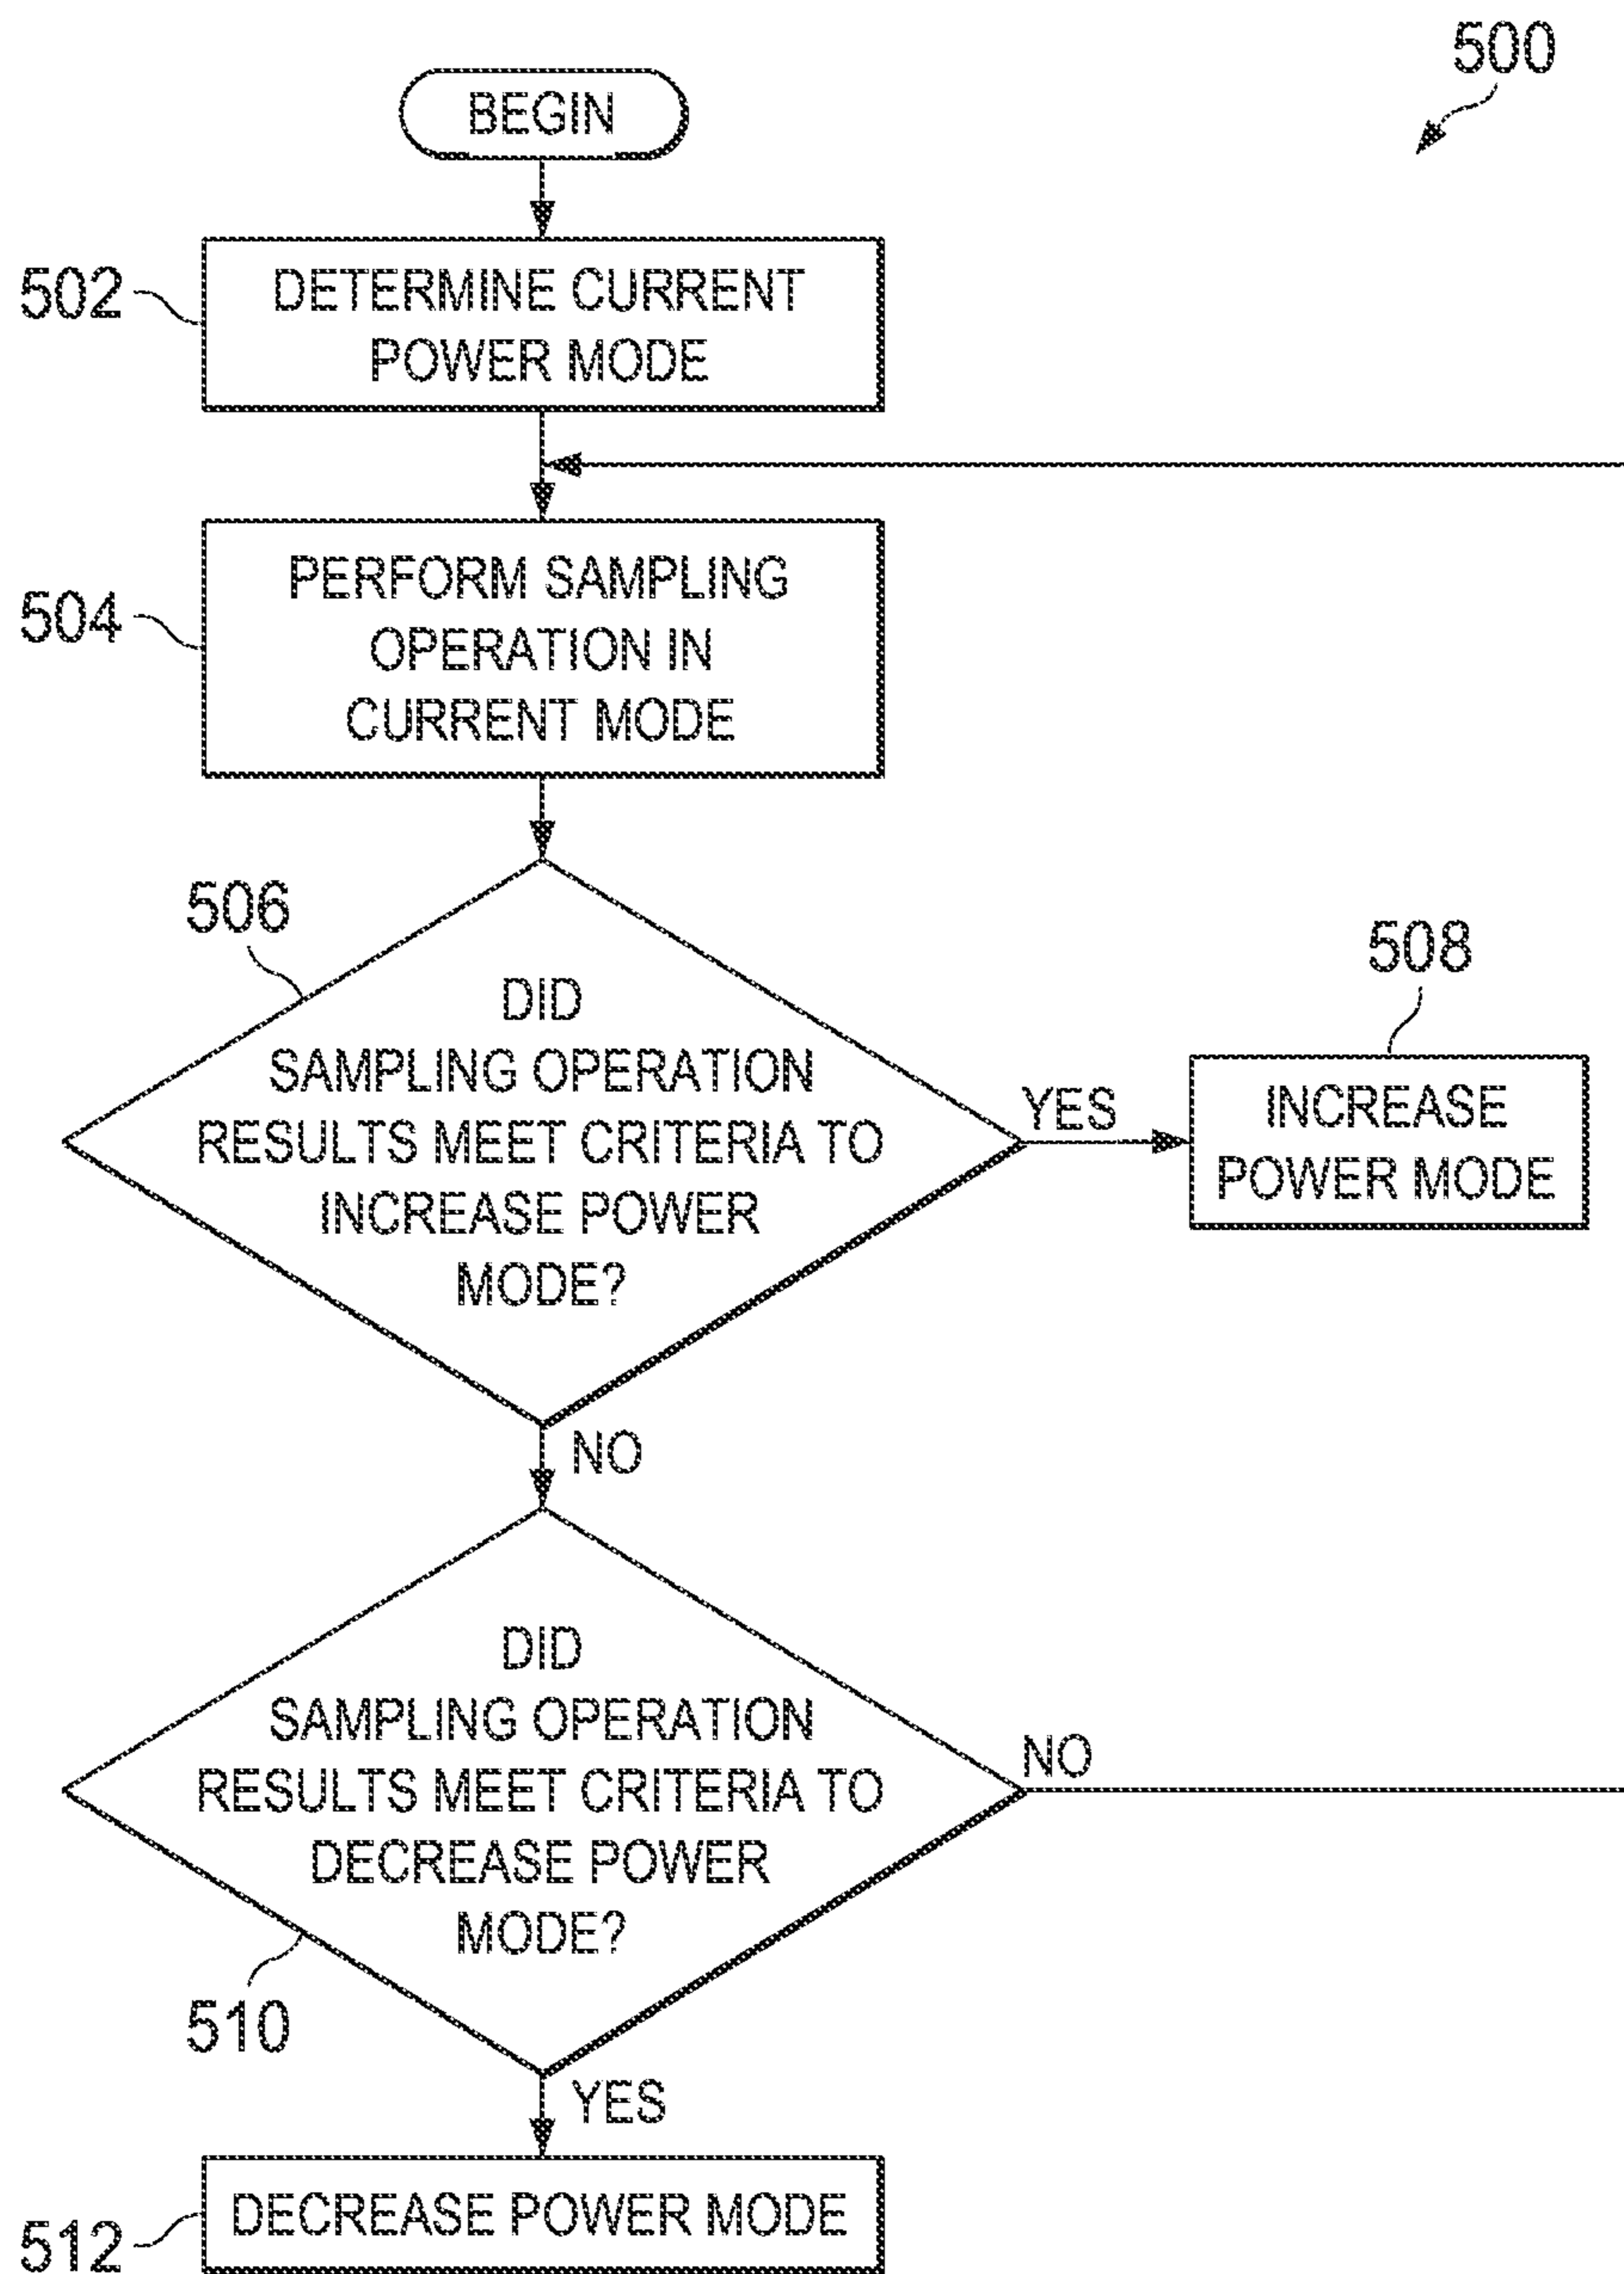 500
BEGIN
502
DETERMINE CURRENT
POWER MODE
504
PERFORM SAMPLING
OPERATION IN
CURRENT MODE
506
DID
SAMPLING OPERATION
RESULTS MEET CRITERIA TO
INCREASE POWER
MODE?
YES
508
INCREASE
POWER MODE
NO
DID
SAMPLING OPERATION
RESULTS MEET CRITERIA TO
DECREASE POWER
MODE?
NO
510
YES
512
DECREASE POWER MODE